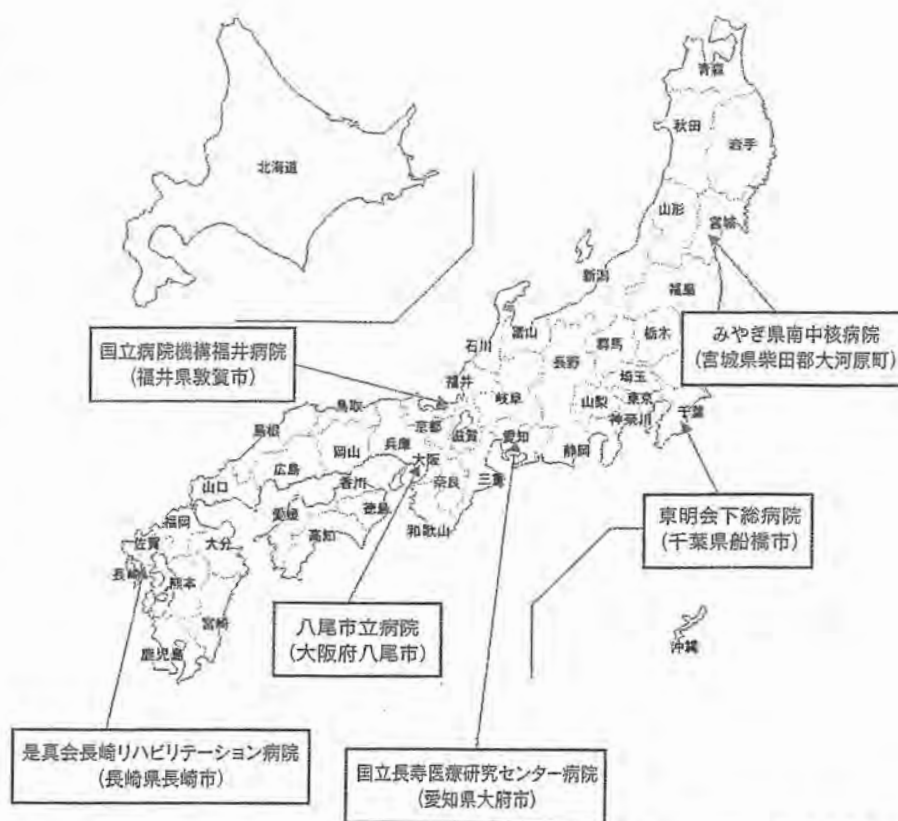 青森
秋田
岩手
北海道
山形
宮城
新潟
福島
国立病院機構福井病院
(福井県敦賀市)
富山
石川
群馬
栃木
みやぎ県南中核病院
(宮城県柴田郡大河原町)
長野
福井
埼玉
岐阜
山梨
東京
神奈川
千葉
鳥取
京都
滋賀
愛知
静岡
島根
兵庫
岡山
大阪
広島
奈良
三重
山口
香川
愛媛
徳島
高知
和歌山
福岡
佐賀
大分
長崎
熊本
宮崎
鹿児島
京明会下総病院
(千葉県船橋市)
八尾市立病院
(大阪府八尾市)
沖縄
是真会長崎リハビリテーション病院
(長崎県長崎市)
国立長寿医療研究センター病院
(愛知県大府市)